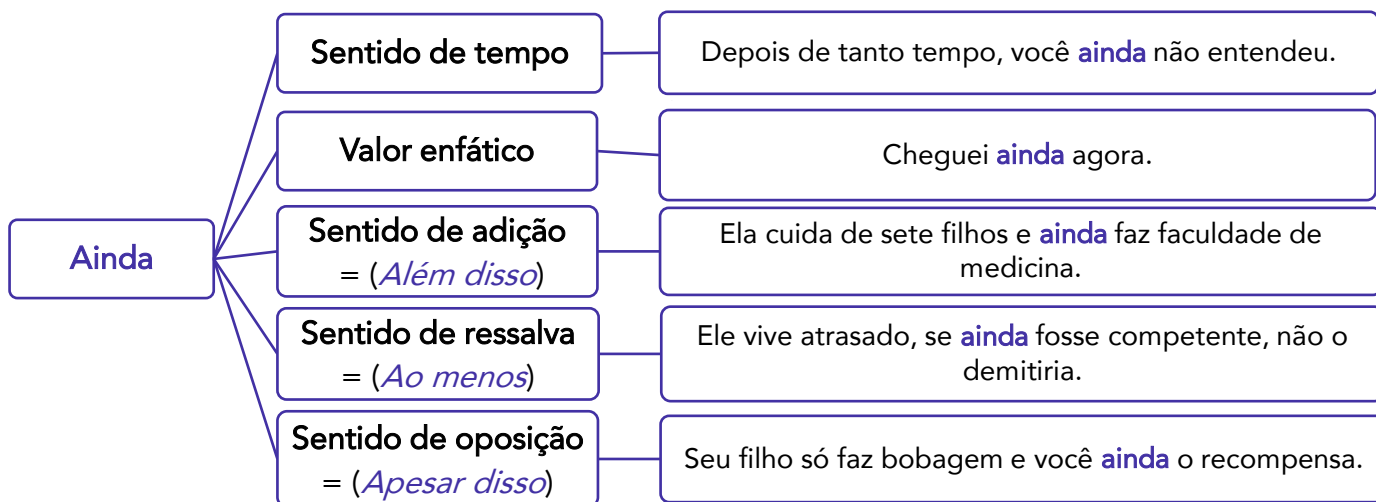 Ainda
Sentido de tempo
Depois de tanto tempo, você ainda não entendeu.
Valor enfático
Cheguei ainda agora.
Sentido de adição
= (Além disso)
Ela cuida de sete filhos e ainda faz faculdade de
medicina.
Sentido de ressalva
= (Ao menos)
Ele vive atrasado, se ainda fosse competente, não o
demitiria.
Sentido de oposição
= (Apesar disso)
Seu filho só faz bobagem e você ainda o recompensa.